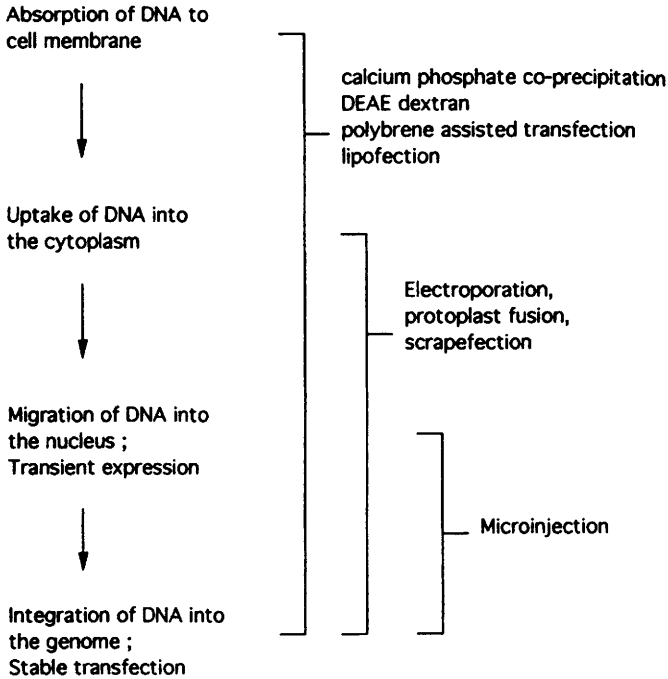 Absorption of DNA to
cell membrane
calcium phosphate co-precipitation
DEAE dextran
polybrene assisted transfection
lipofection
Uptake of DNA into
the cytoplasm
Electroporation,
protoplast fusion,
scrapefection
Migration of DNA into
the nucleus ;
Transient expression
Microinjection
Integration of DNA into
the genome ;
Stable transfection